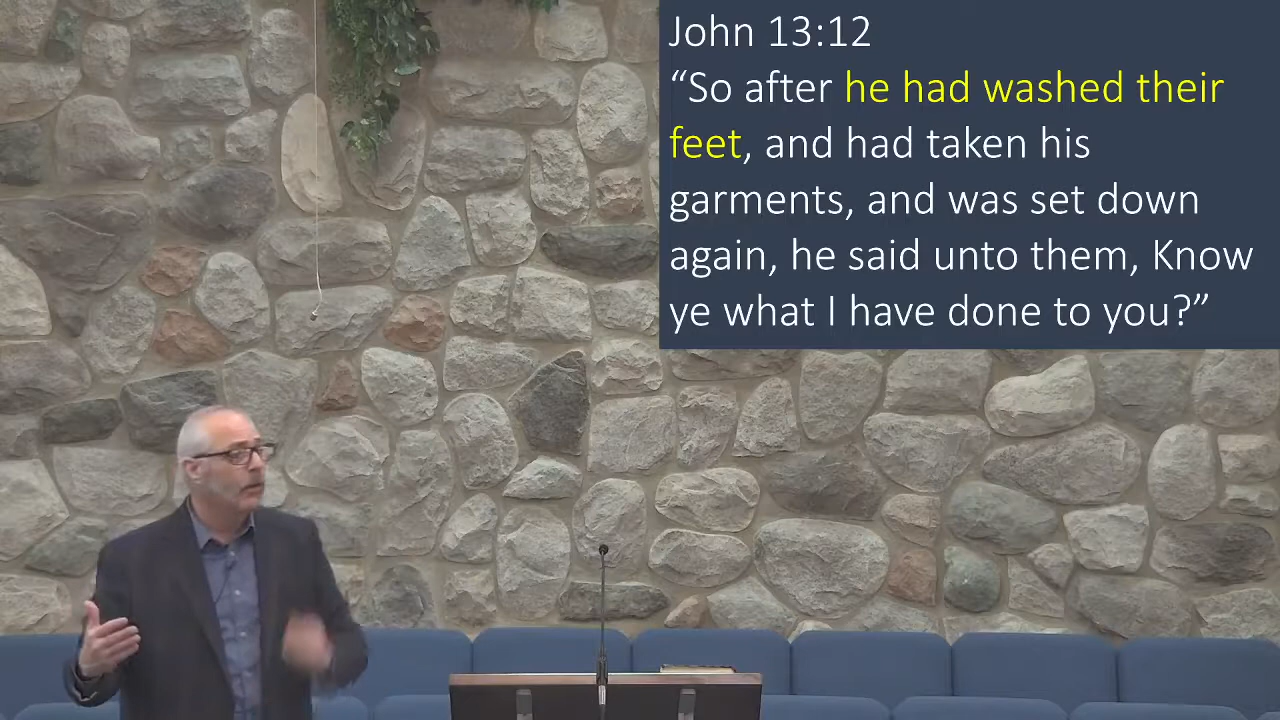 John 13:12
“So after he had washed their
feet, and had taken his
garments, and was set down
again, he said unto them, Know
ye what I have done to you?”